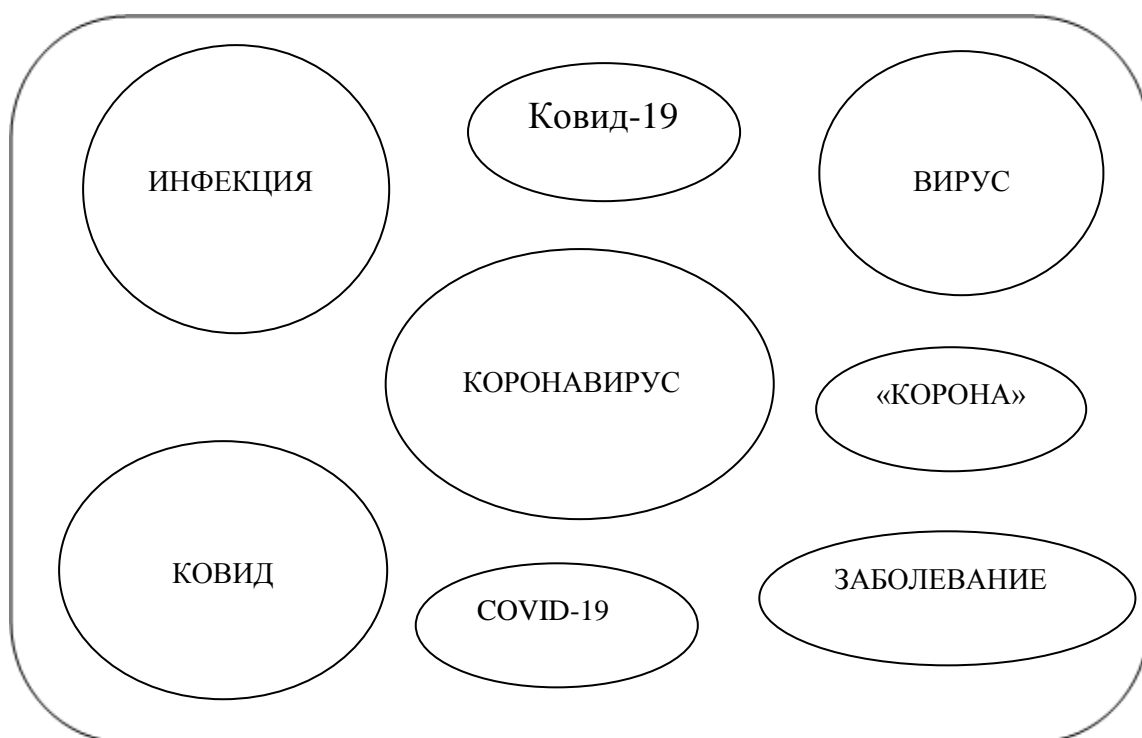 Ковид-19
ИНФЕКЦИЯ
ВИРУС
КОРОНАВИРУС
«КОРОНА»
КОВИД
COVID-19
ЗАБОЛЕВАНИЕ